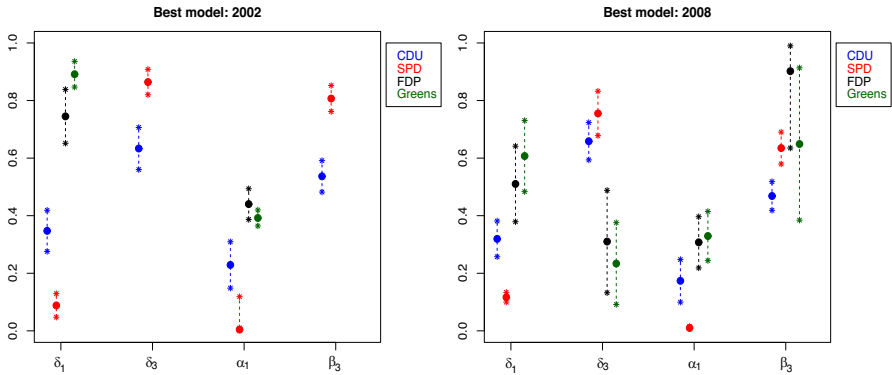 Best model: 2002
1.0
0.8
0.6
0.4
0.2
0.0
δ1
δ3
α1
β3
CDU
SPD
FDP
Greens
Best model: 2008
1.0
0.8
0.6
0.4
0.2
0.0
δ1
δ3
α1
β3
CDU
SPD
FDP
Greens